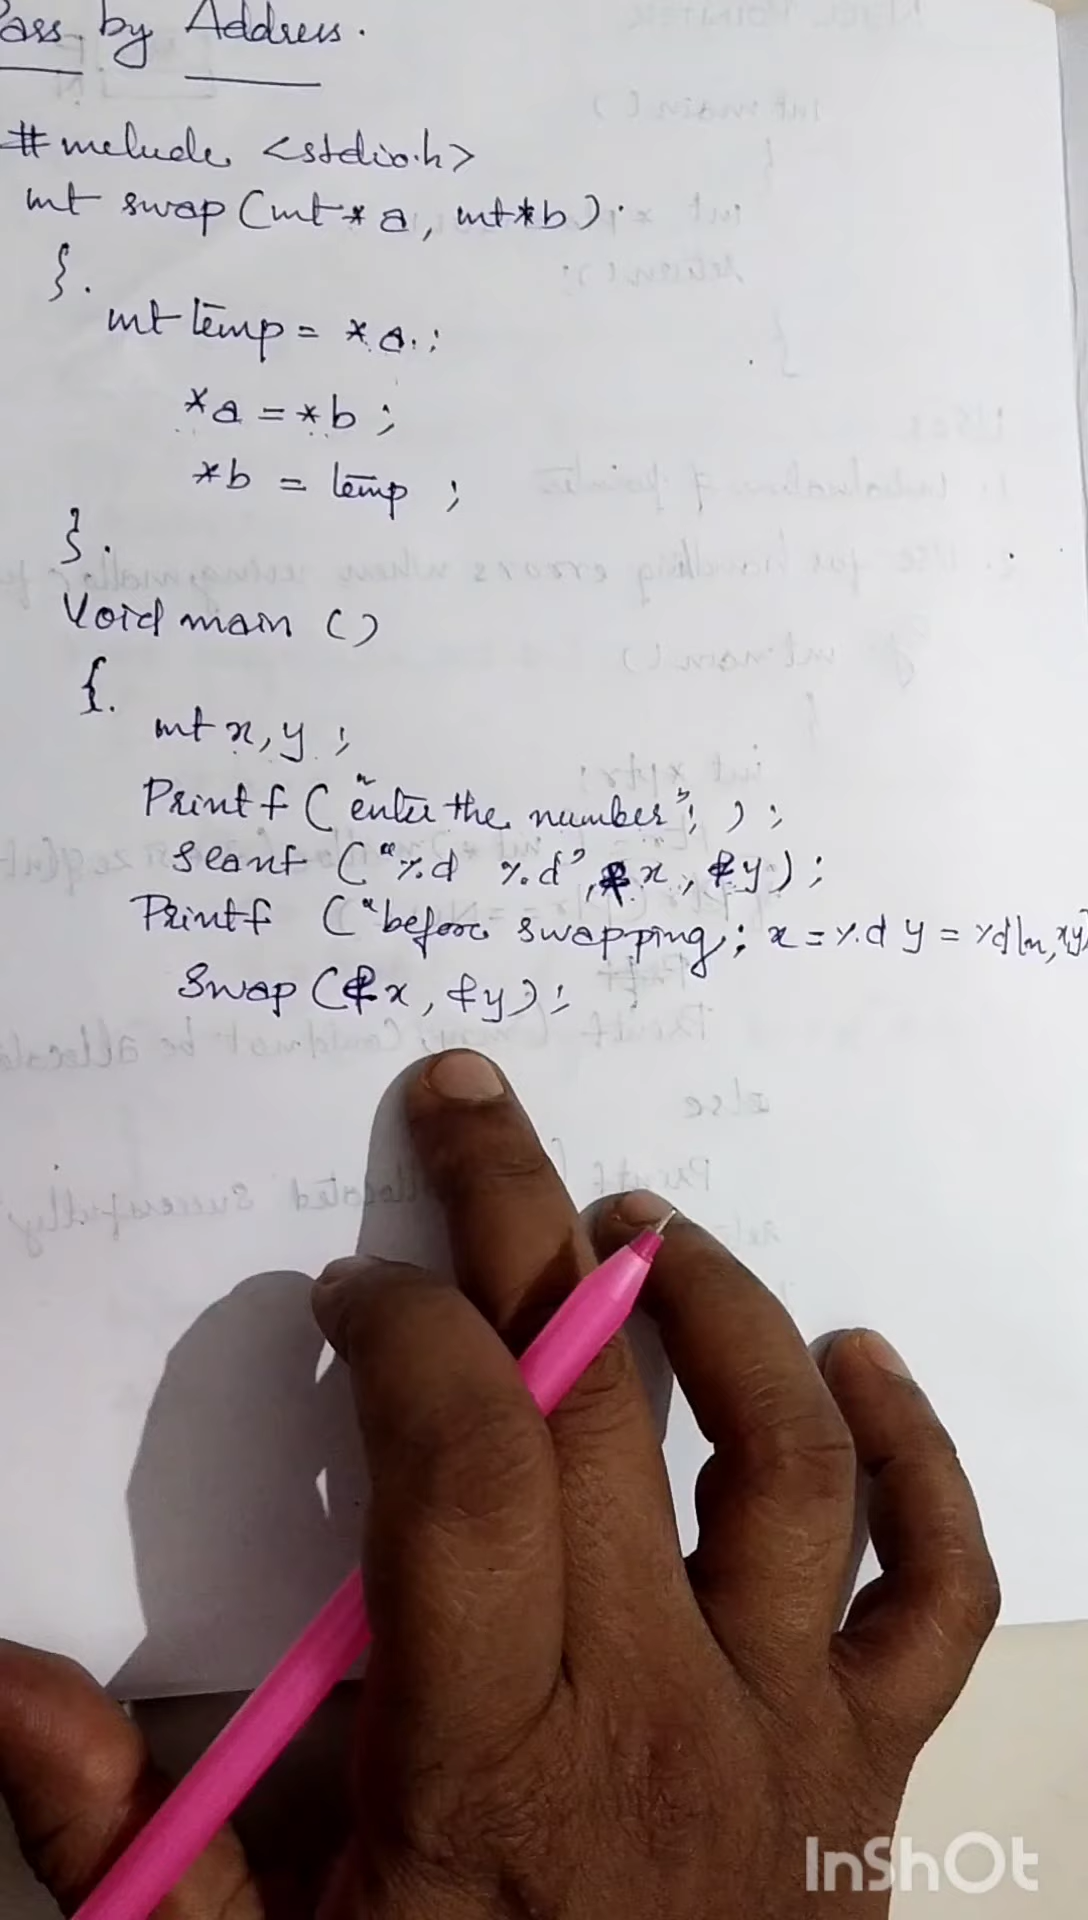 Pass by Address.
#include <stdio.h>
int swap (int *a, int *b).
}.
int temp = *a.;
*a = *b ;
*b = temp ;
}.
Void main ()
{.
int x, y ;
Printf ("enter the number"; ) ;
Scanf ("%d %d", &x, &y) ;
Printf ("before swapping; x = %d y = %d\n, xy)
Swap (&x, &y) ;
InShOt